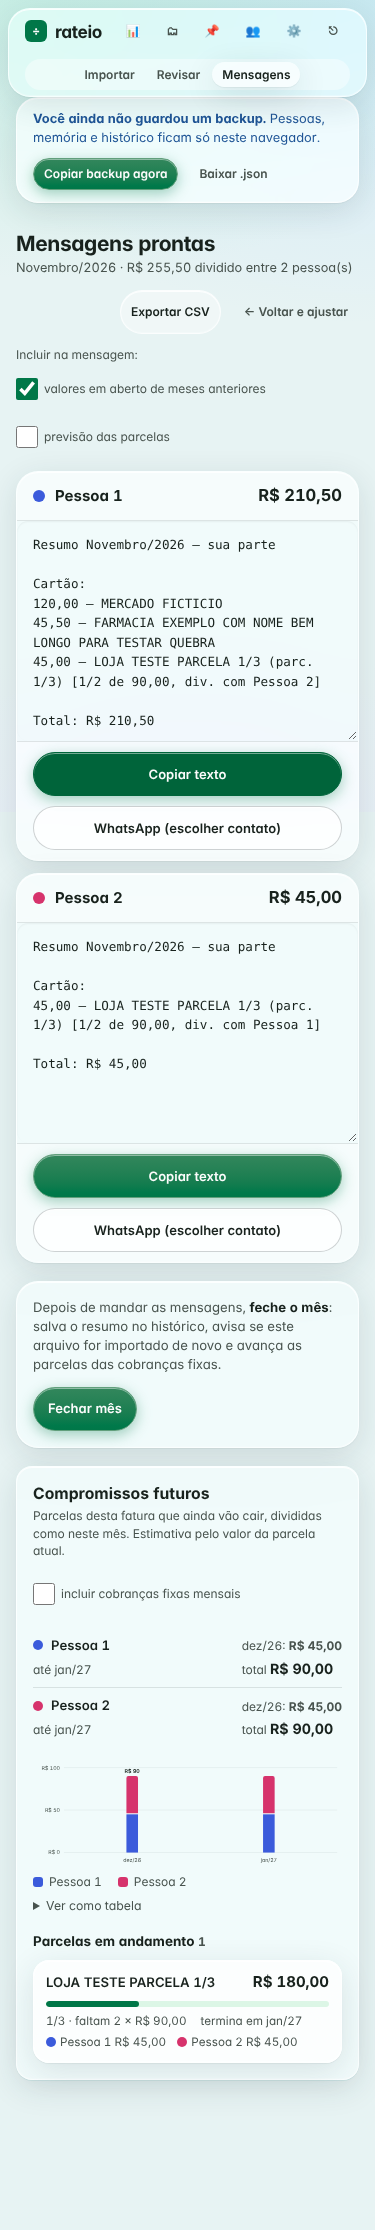 ÷ rateio
Importar Revisar Mensagens
Você ainda não guardou um backup. Pessoas,
memória e histórico ficam só neste navegador.
Copiar backup agora Baixar .json
Mensagens prontas
Novembro/2026 · R$ 255,50 dividido entre 2 pessoa(s)
Exportar CSV ← Voltar e ajustar
Incluir na mensagem:
valores em aberto de meses anteriores
previsão das parcelas
Pessoa 1 R$ 210,50
Resumo Novembro/2026 — sua parte
Cartão:
120,00 — MERCADO FICTICIO
45,50 — FARMACIA EXEMPLO COM NOME BEM
LONGO PARA TESTAR QUEBRA
45,00 — LOJA TESTE PARCELA 1/3 (parc.
1/3) [1/2 de 90,00, div. com Pessoa 2]
Total: R$ 210,50
Copiar texto
WhatsApp (escolher contato)
Pessoa 2 R$ 45,00
Resumo Novembro/2026 — sua parte
Cartão:
45,00 — LOJA TESTE PARCELA 1/3 (parc.
1/3) [1/2 de 90,00, div. com Pessoa 1]
Total: R$ 45,00
Copiar texto
WhatsApp (escolher contato)
Depois de mandar as mensagens, feche o mês:
salva o resumo no histórico, avisa se este
arquivo for importado de novo e avança as
parcelas das cobranças fixas.
Fechar mês
Compromissos futuros
Parcelas desta fatura que ainda vão cair, divididas
como neste mês. Estimativa pelo valor da parcela
atual.
incluir cobranças fixas mensais
Pessoa 1 dez/26: R$ 45,00
até jan/27 total R$ 90,00
Pessoa 2 dez/26: R$ 45,00
até jan/27 total R$ 90,00
R$ 100
R$ 90
R$ 50
R$ 0
dez/26 jan/27
Pessoa 1 Pessoa 2
Ver como tabela
Parcelas em andamento 1
LOJA TESTE PARCELA 1/3 R$ 180,00
1/3 · faltam 2 × R$ 90,00 termina em jan/27
Pessoa 1 R$ 45,00 Pessoa 2 R$ 45,00